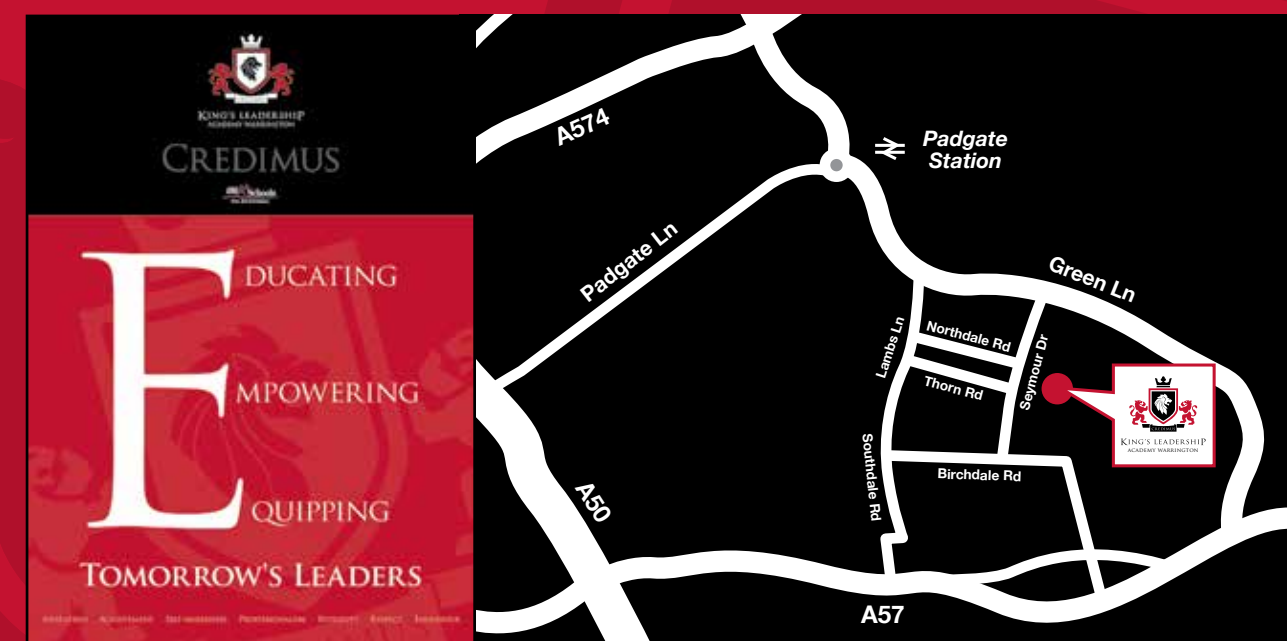 KING'S LEADERSHIP
ACADEMY WARRINGTON
CREDIMUS
EDUCATING
EMPOWERING
EQUIPPING
TOMORROW'S LEADERS
A574
Padgate
Station
Padgate Ln
Green Ln
Lambs Ln
Northdale Rd
Thorn Rd
Seymour Dr
CREDIMUS
KING'S LEADERSHIP
ACADEMY WARRINGTON
Southdale Rd
Birchdale Rd
A50
A57